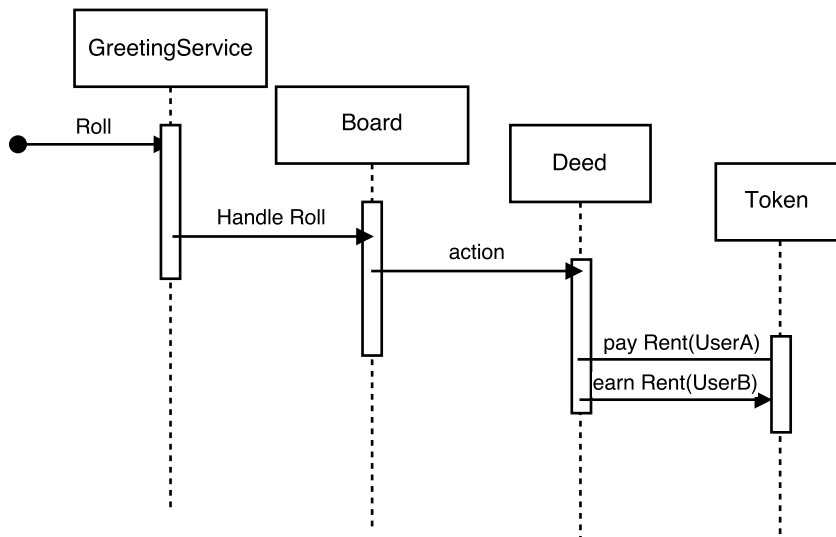 GreetingService
Board
Deed
Token
Roll
Handle Roll
action
pay Rent(UserA)
earn Rent(UserB)